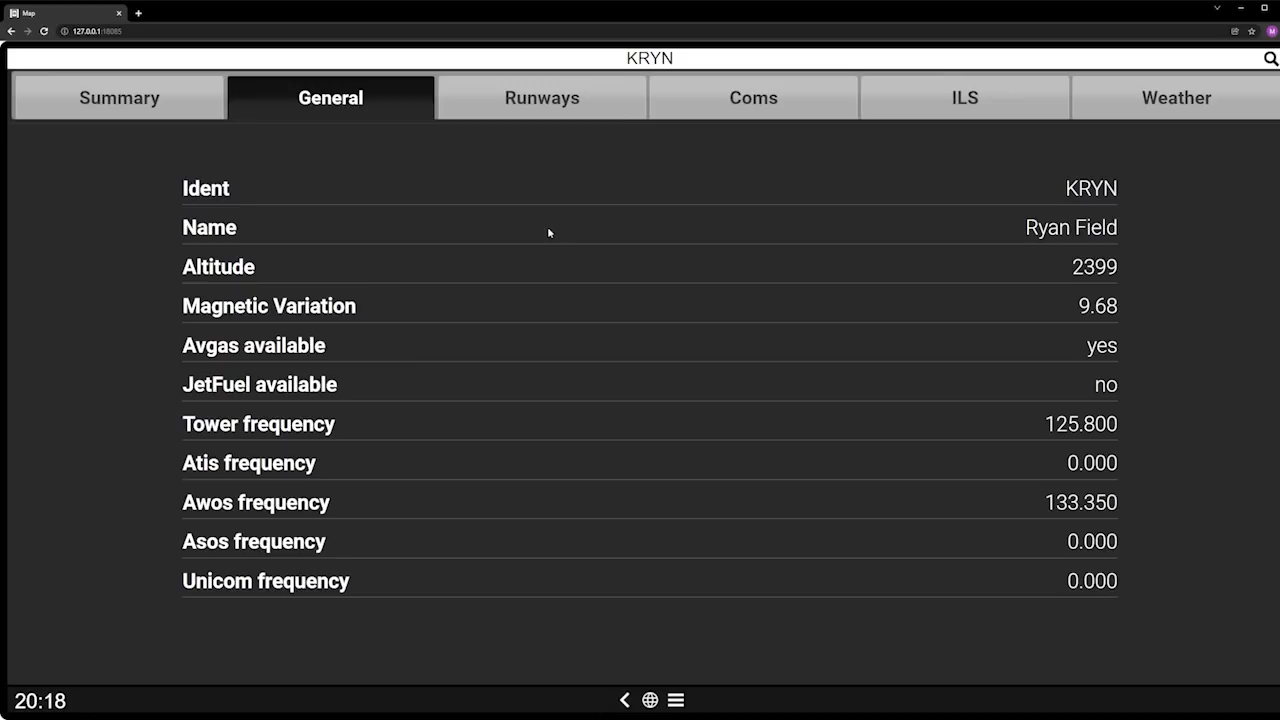 Map
127.0.0.1:18085
M
KRYN
Summary General Runways Coms ILS Weather
Ident KRYN
Name Ryan Field
Altitude 2399
Magnetic Variation 9.68
Avgas available yes
JetFuel available no
Tower frequency 125.800
Atis frequency 0.000
Awos frequency 133.350
Asos frequency 0.000
Unicom frequency 0.000
20:18